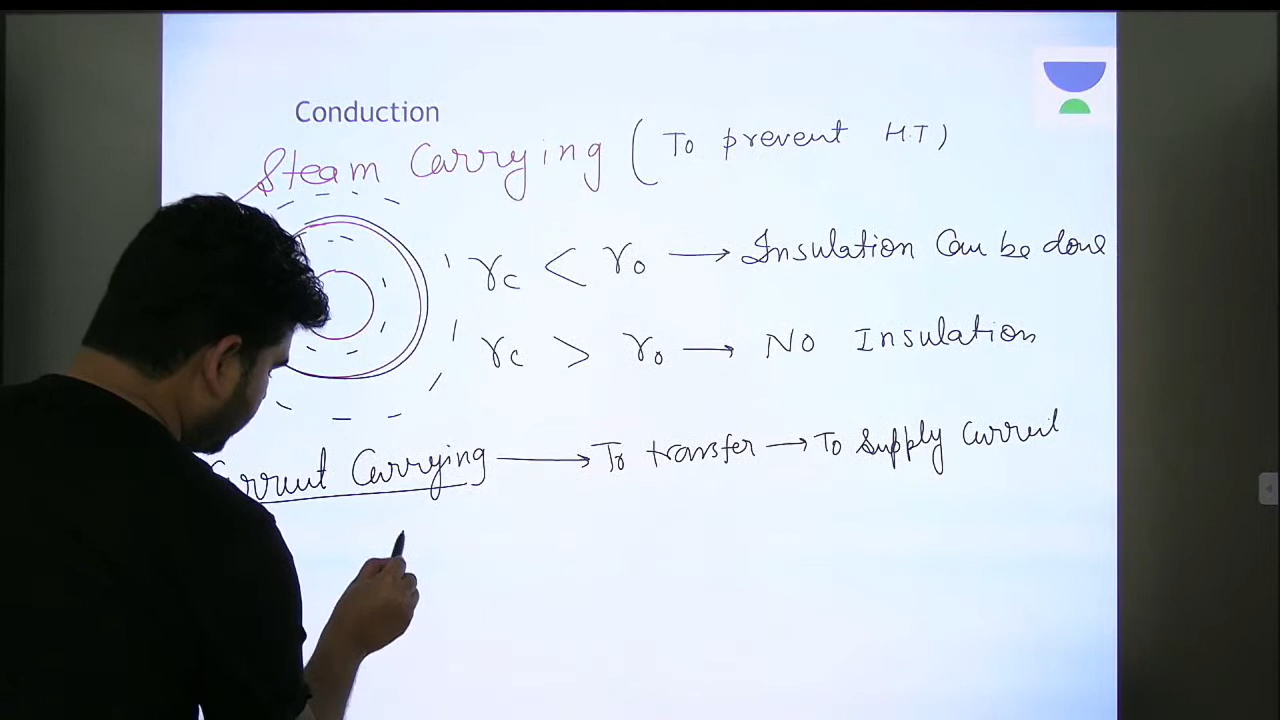 Conduction
Steam Carrying (To prevent H.T)
rc < ro → Insulation Can be done
rc > ro → No Insulation
Current Carrying → To transfer → To Supply Current